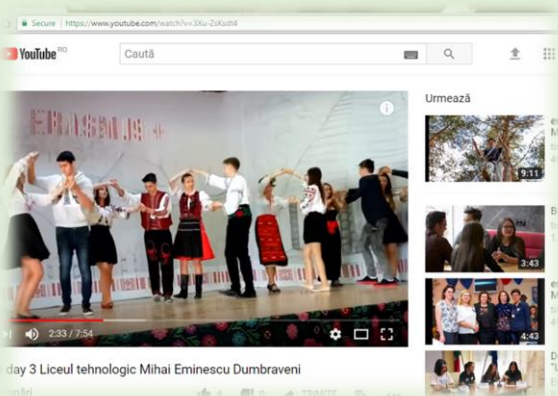 Secure | https://www.youtube.com/watch?v=3Xu-ZsKsdt4
YouTube RO
Caută
Urmează
ERASMUS +
9:11
3:43
4:43
2:33 / 7:54
day 3 Liceul tehnologic Mihai Eminescu Dumbraveni
TRIMITE